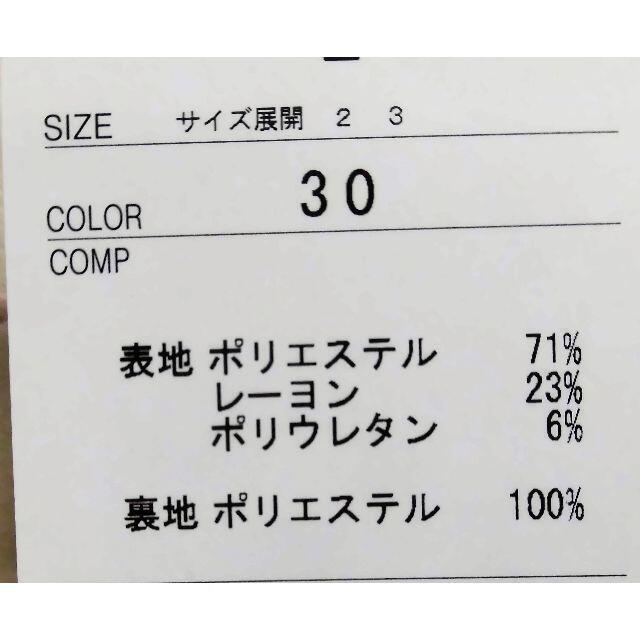 SIZE サイズ展開 2 3
COLOR 30
COMP
表地 ポリエステル 71%
レーヨン 23%
ポリウレタン 6%
裏地 ポリエステル 100%